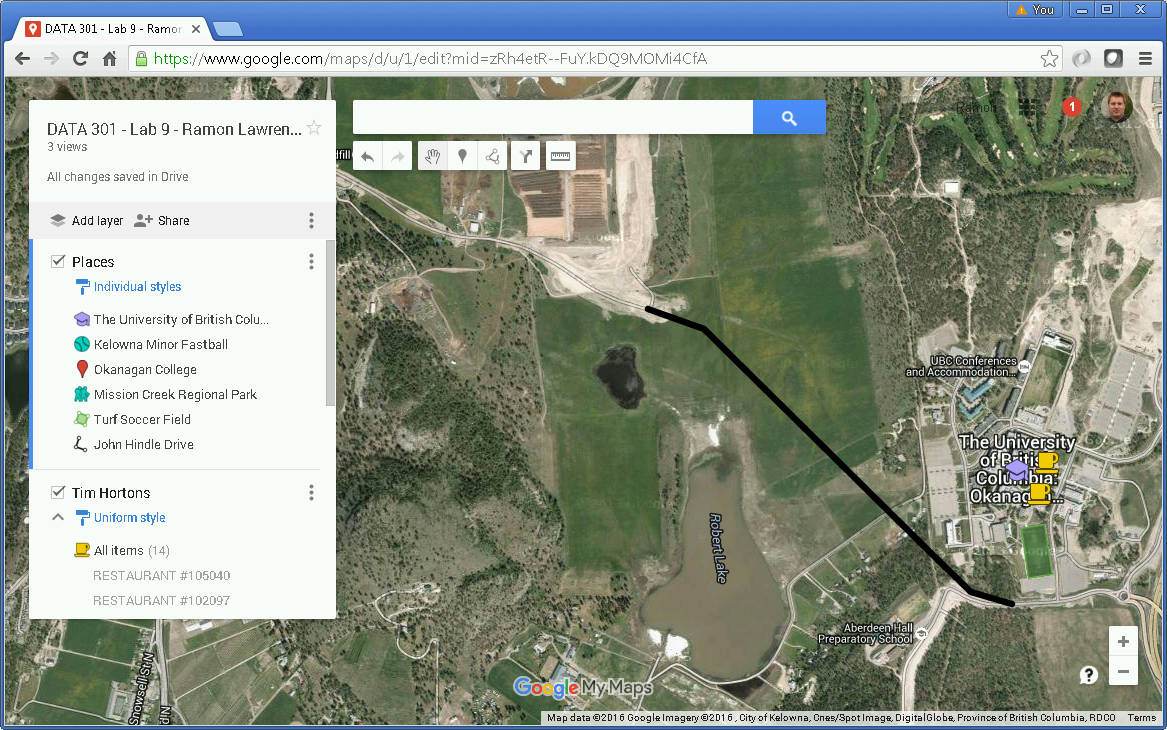 You
DATA 301 - Lab 9 - Ramon
https://www.google.com/maps/d/u/1/edit?mid=zRh4etR--FuY.kDQ9MOMi4CfA
DATA 301 - Lab 9 - Ramon Lawren...
3 views
All changes saved in Drive
Add layer
Share
Places
Individual styles
The University of British Colu...
Kelowna Minor Fastball
Okanagan College
Mission Creek Regional Park
Turf Soccer Field
John Hindle Drive
Tim Hortons
Uniform style
All items (14)
RESTAURANT #105040
RESTAURANT #102097
Ramon
1
UBC Conferences
and Accommodation...
The University
of British
Columbia:
Okanagan...
Robert Lake
Aberdeen Hall
Preparatory School
Snowsell St N
Google My Maps
+
−
?
Map data ©2016 Google Imagery ©2016 , City of Kelowna, Cnes/Spot Image, DigitalGlobe, Province of British Columbia, RDCO
Terms